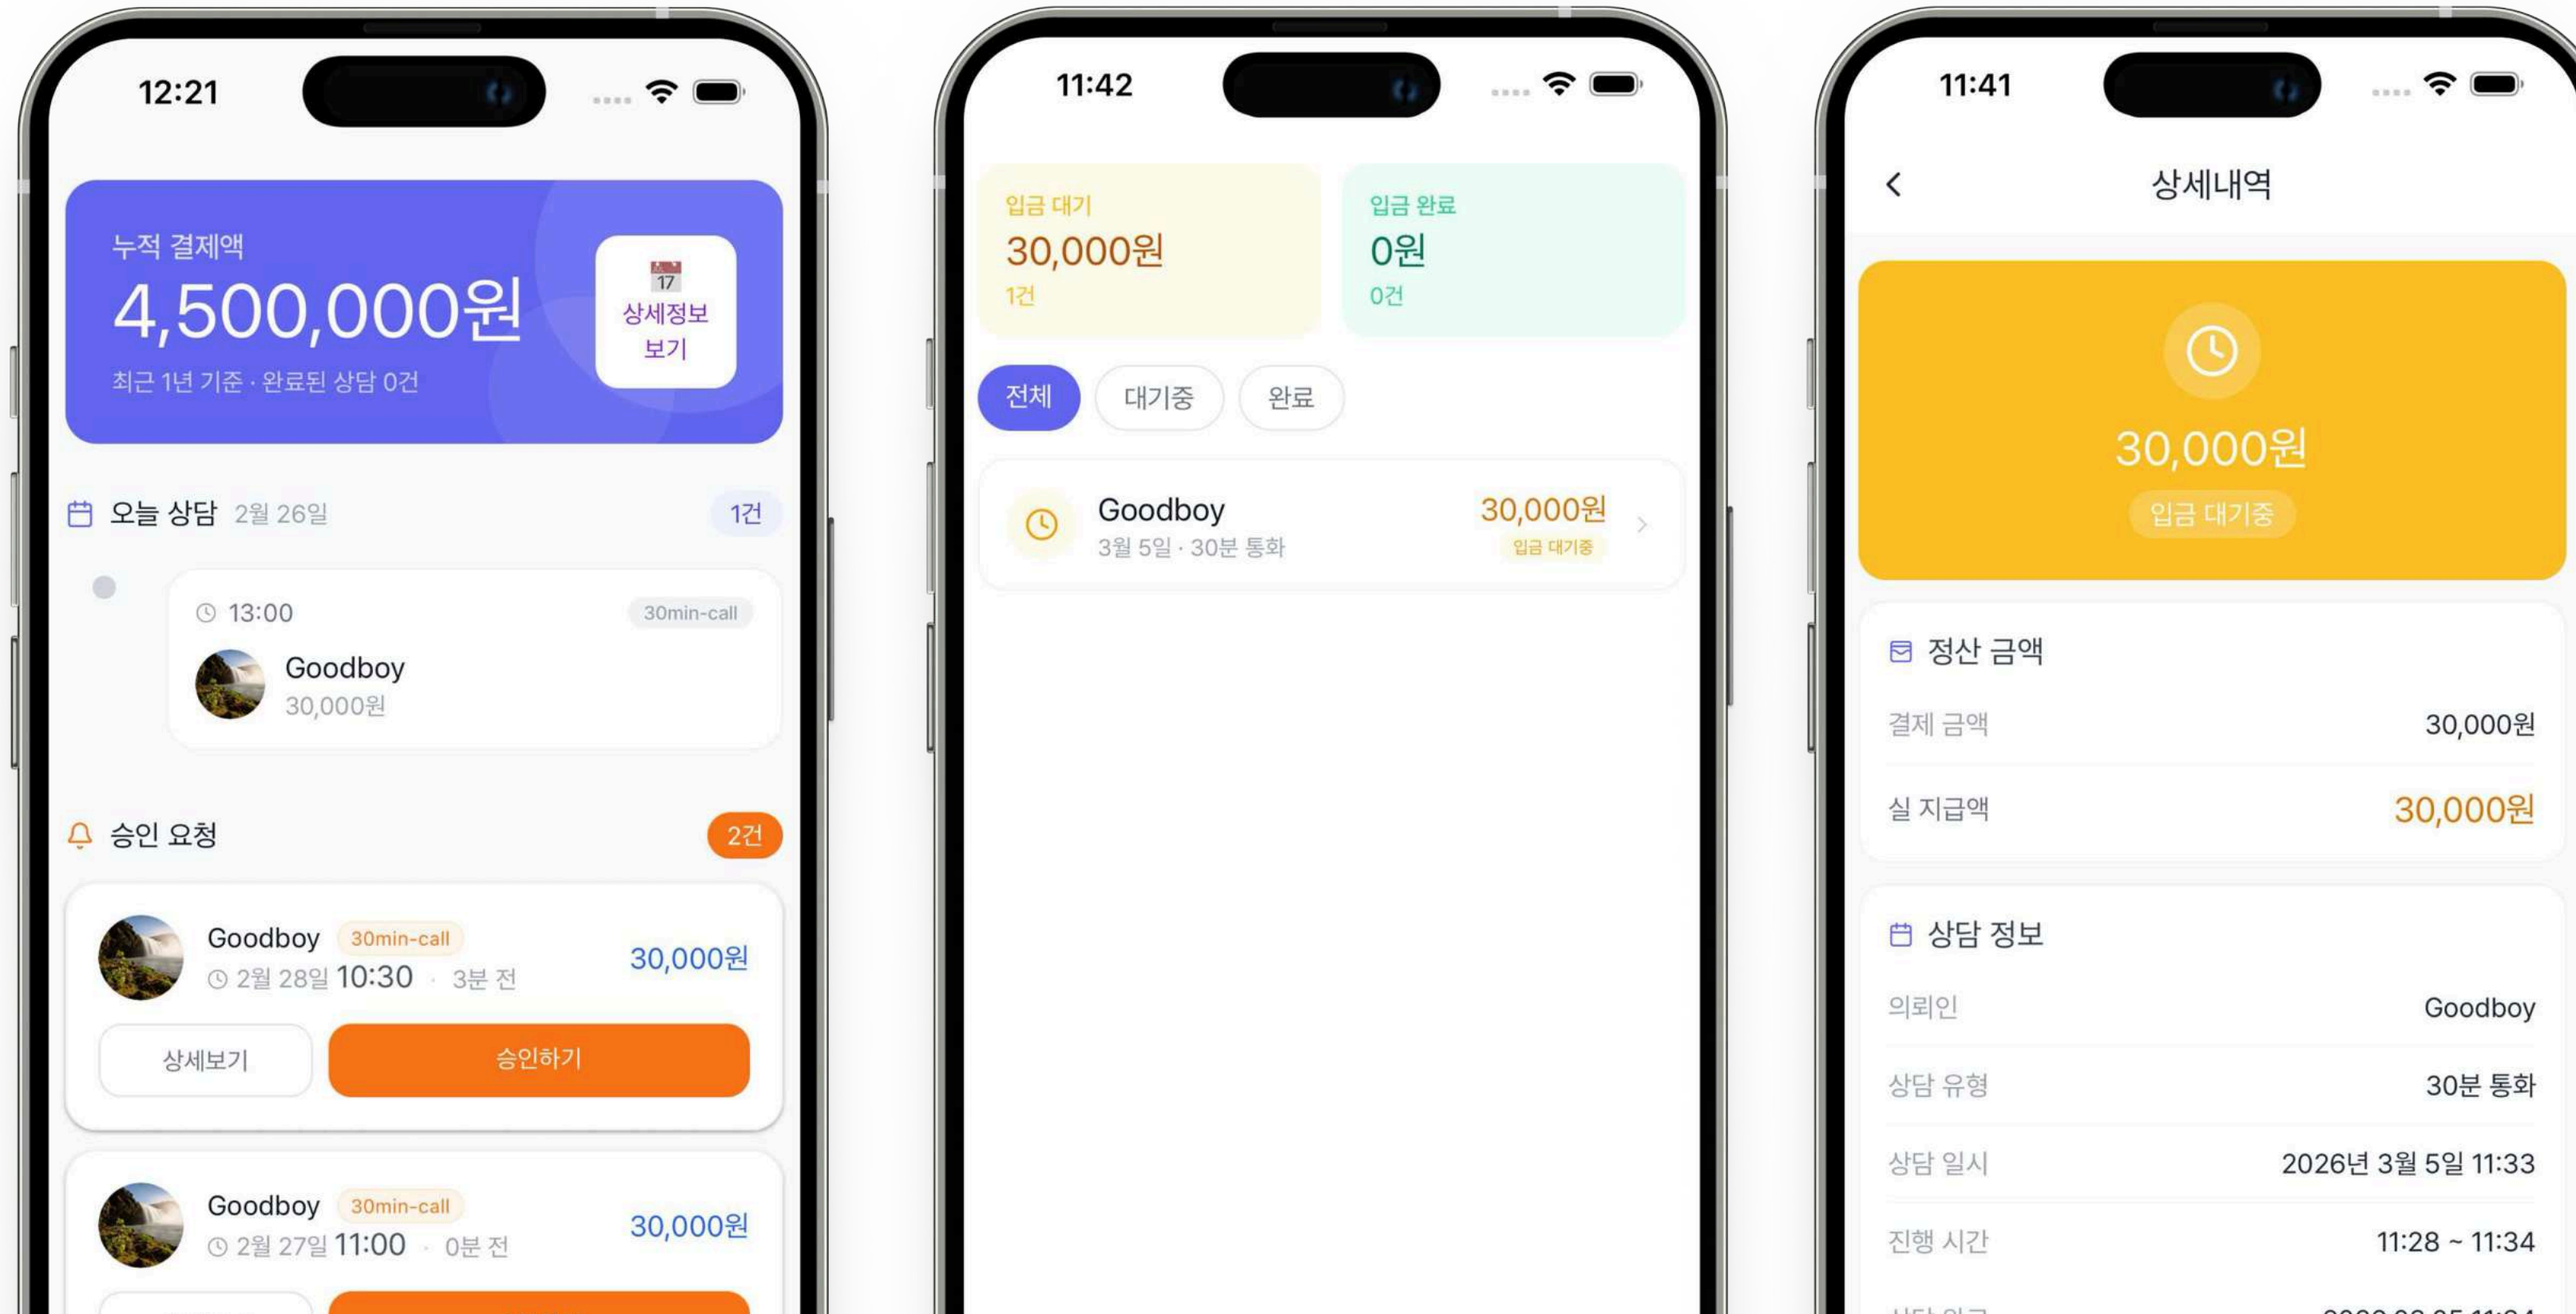 12:21
누적 결제액
4,500,000원
최근 1년 기준 · 완료된 상담 0건
17
상세정보
보기
오늘 상담 2월 26일
1건
13:00
30min-call
Goodboy
30,000원
승인 요청
2건
Goodboy 30min-call
2월 28일 10:30 · 3분 전
30,000원
상세보기
승인하기
Goodboy 30min-call
2월 27일 11:00 · 0분 전
30,000원
11:42
입금 대기
30,000원
1건
입금 완료
0원
0건
전체
대기중
완료
Goodboy
3월 5일 · 30분 통화
30,000원
입금 대기중
11:41
상세내역
30,000원
입금 대기중
정산 금액
결제 금액 30,000원
실 지급액 30,000원
상담 정보
의뢰인 Goodboy
상담 유형 30분 통화
상담 일시 2026년 3월 5일 11:33
진행 시간 11:28 ~ 11:34